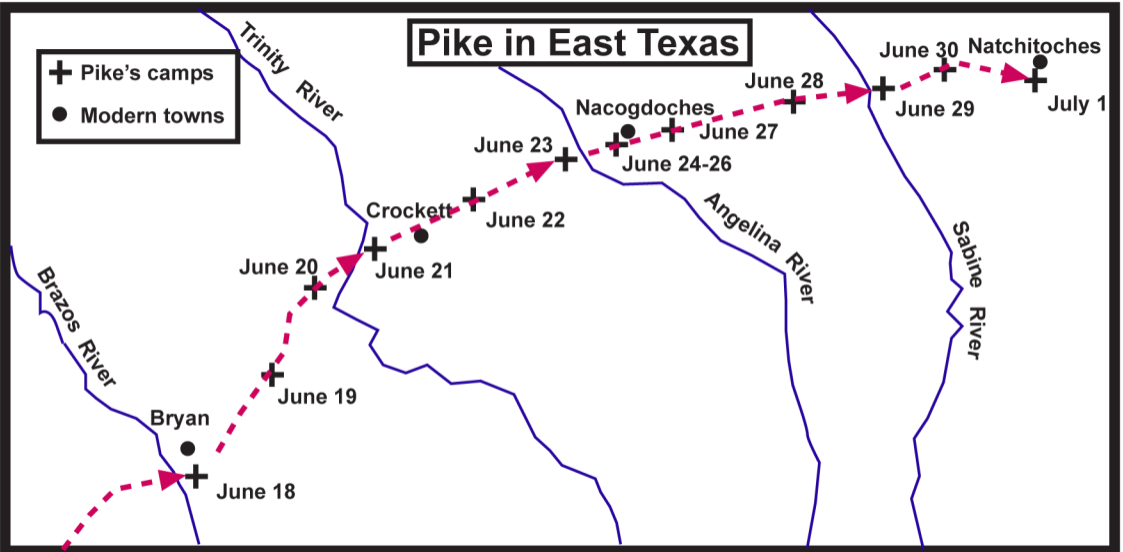 Pike in East Texas
Pike's camps
Modern towns
Trinity River
Brazos River
Angelina River
Sabine River
Bryan
June 18
June 19
June 20
June 21
Crockett
June 22
June 23
Nacogdoches
June 24-26
June 27
June 28
June 29
June 30
Natchitoches
July 1